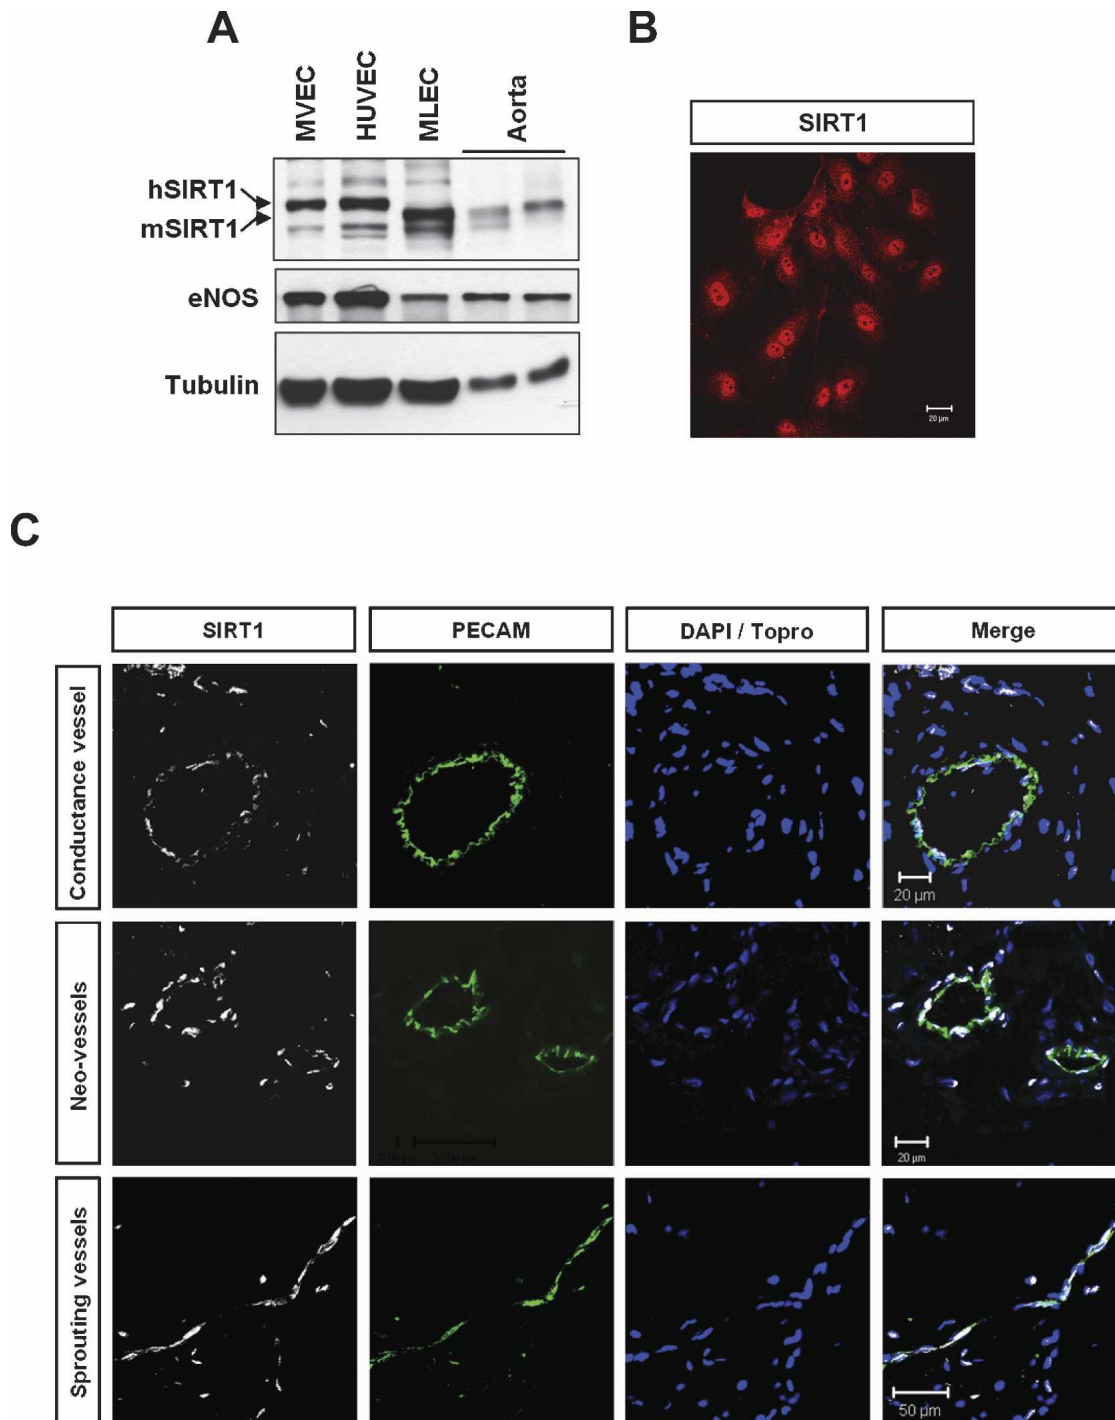 A
B
MVEC
HUVEC
MLEC
Aorta
hSIRT1
mSIRT1
eNOS
Tubulin
SIRT1
20 µm
C
SIRT1
PECAM
DAPI / Topro
Merge
Conductance vessel
20 µm
Neo-vessels
20 µm
Sprouting vessels
50 µm